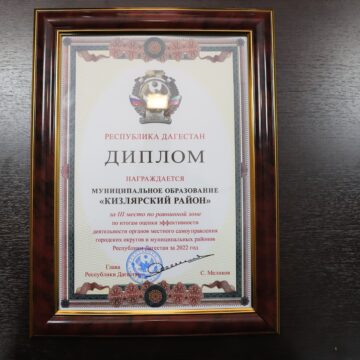 РЕСПУБЛИКА ДАГЕСТАН
ДИПЛОМ
НАГРАЖДАЕТСЯ
МУНИЦИПАЛЬНОЕ ОБРАЗОВАНИЕ
«КИЗЛЯРСКИЙ РАЙОН»
за III место по равнинной зоне
по итогам оценки эффективности
деятельности органов местного самоуправления
городских округов и муниципальных районов
Республики Дагестан за 2022 год
Глава
Республики Дагестан
С. Меликов